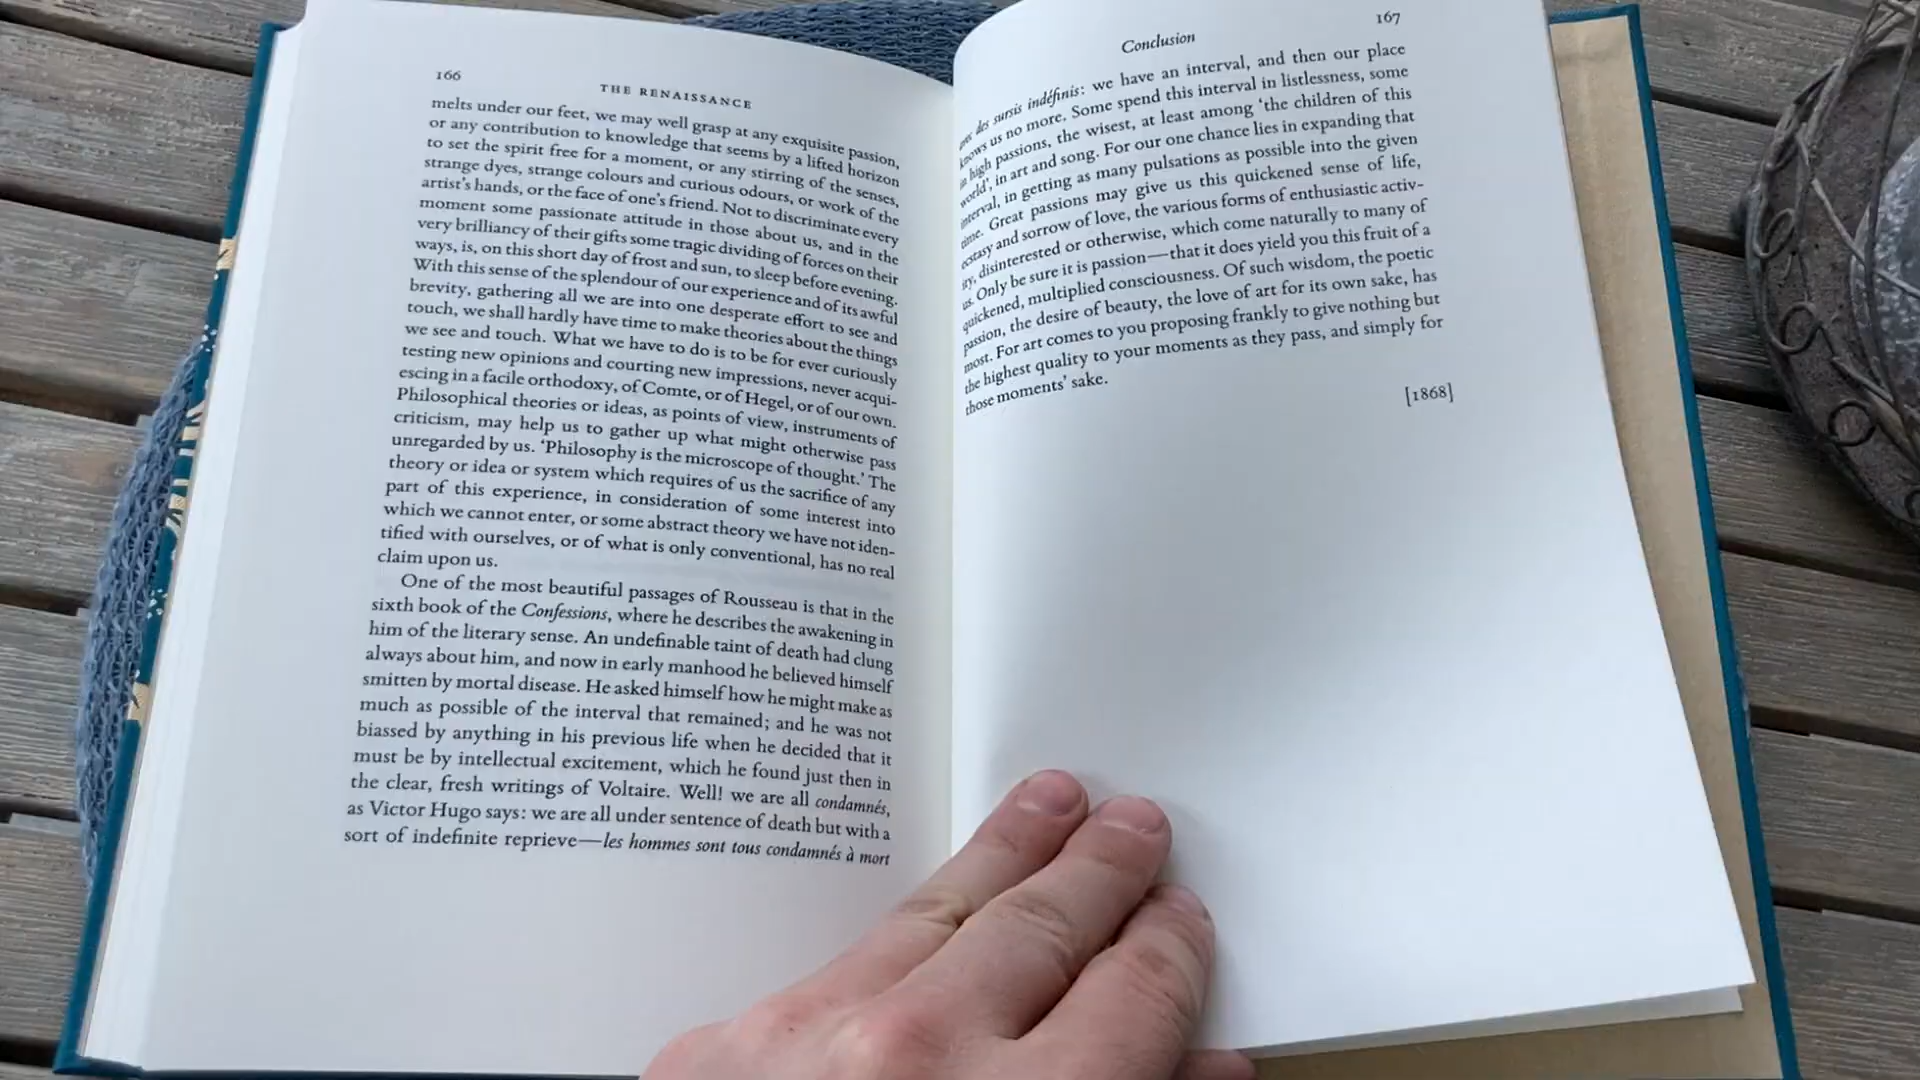 166
THE RENAISSANCE
melts under our feet, we may well grasp at any exquisite passion,
or any contribution to knowledge that seems by a lifted horizon
to set the spirit free for a moment, or any stirring of the senses,
strange dyes, strange colours and curious odours, or work of the
artist's hands, or the face of one's friend. Not to discriminate every
moment some passionate attitude in those about us, and in the
very brilliancy of their gifts some tragic dividing of forces on their
ways, is, on this short day of frost and sun, to sleep before evening.
With this sense of the splendour of our experience and of its awful
brevity, gathering all we are into one desperate effort to see and
touch, we shall hardly have time to make theories about the things
we see and touch. What we have to do is to be for ever curiously
testing new opinions and courting new impressions, never acqui-
escing in a facile orthodoxy, of Comte, or of Hegel, or of our own.
Philosophical theories or ideas, as points of view, instruments of
criticism, may help us to gather up what might otherwise pass
unregarded by us. 'Philosophy is the microscope of thought.' The
theory or idea or system which requires of us the sacrifice of any
part of this experience, in consideration of some interest into
which we cannot enter, or some abstract theory we have not iden-
tified with ourselves, or of what is only conventional, has no real
claim upon us.
One of the most beautiful passages of Rousseau is that in the
sixth book of the Confessions, where he describes the awakening in
him of the literary sense. An undefinable taint of death had clung
always about him, and now in early manhood he believed himself
smitten by mortal disease. He asked himself how he might make as
much as possible of the interval that remained; and he was not
biassed by anything in his previous life when he decided that it
must be by intellectual excitement, which he found just then in
the clear, fresh writings of Voltaire. Well! we are all condamnés,
as Victor Hugo says: we are all under sentence of death but with a
sort of indefinite reprieve—les hommes sont tous condamnés à mort
167
Conclusion
des sursis indéfinis: we have an interval, and then our place
knows us no more. Some spend this interval in listlessness, some
in high passions, the wisest, at least among 'the children of this
world', in art and song. For our one chance lies in expanding that
interval, in getting as many pulsations as possible into the given
time. Great passions may give us this quickened sense of life,
ecstasy and sorrow of love, the various forms of enthusiastic activ-
ity, disinterested or otherwise, which come naturally to many of
us. Only be sure it is passion—that it does yield you this fruit of a
quickened, multiplied consciousness. Of such wisdom, the poetic
passion, the desire of beauty, the love of art for its own sake, has
most. For art comes to you proposing frankly to give nothing but
the highest quality to your moments as they pass, and simply for
those moments' sake.
[1868]